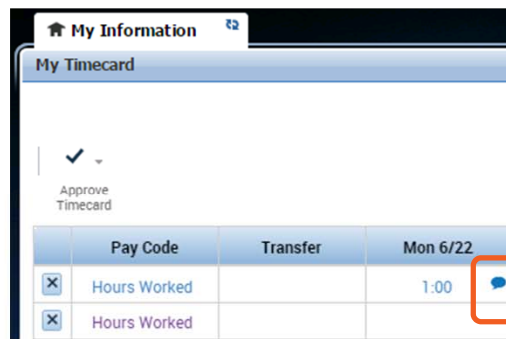 My Information
My Timecard
Approve
Timecard
Pay Code Transfer Mon 6/22
Hours Worked 1:00
Hours Worked